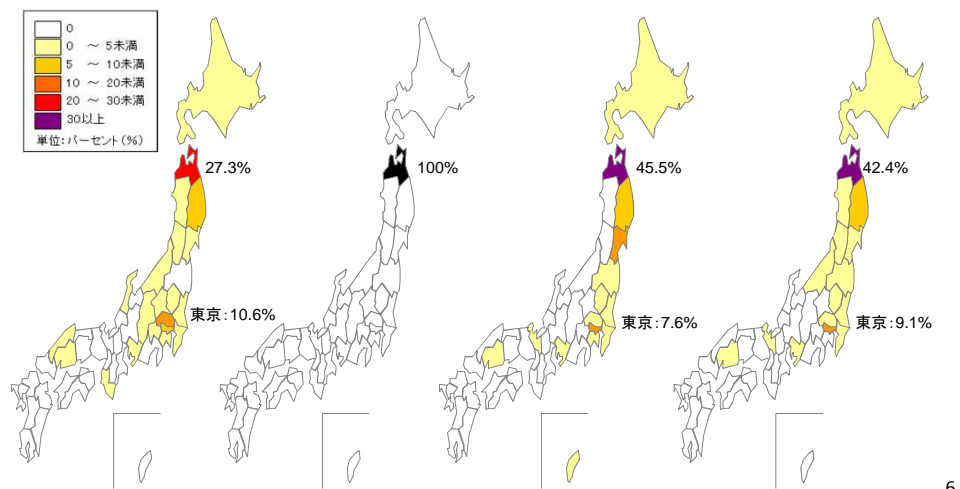 0
0 ～ 5未満
5 ～ 10未満
10 ～ 20未満
20 ～ 30未満
30以上
単位：パーセント（%）
27.3%
100%
45.5%
42.4%
東京：10.6%
東京：7.6%
東京：9.1%
6